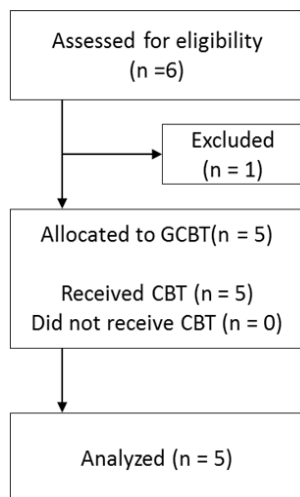 Assessed for eligibility
(n =6)
Excluded
(n = 1)
Allocated to GCBT(n = 5)
Received CBT (n = 5)
Did not receive CBT (n = 0)
Analyzed (n = 5)